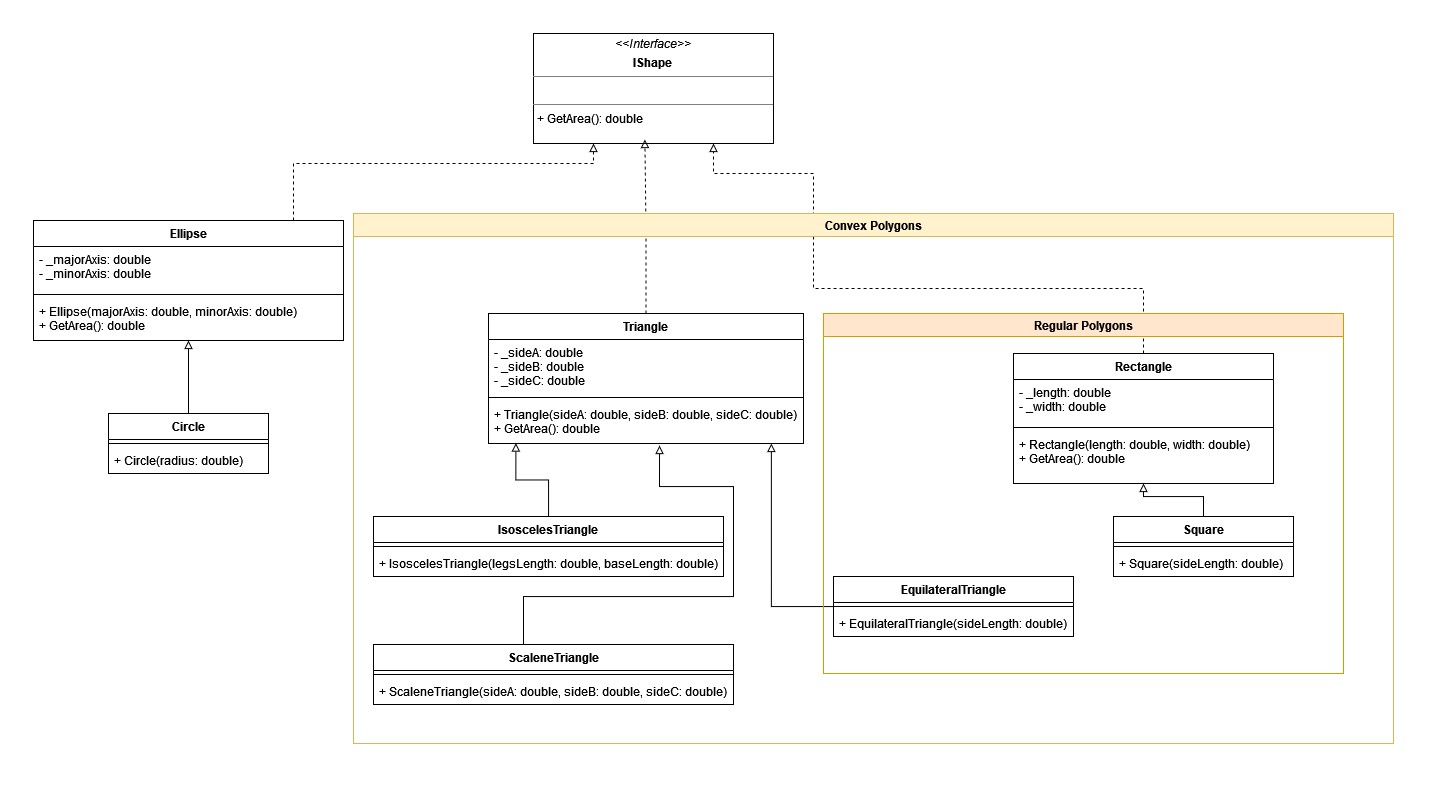 <<Interface>>
IShape
+ GetArea(): double
Ellipse
- _majorAxis: double
- _minorAxis: double
+ Ellipse(majorAxis: double, minorAxis: double)
+ GetArea(): double
Circle
+ Circle(radius: double)
Convex Polygons
Triangle
- _sideA: double
- _sideB: double
- _sideC: double
+ Triangle(sideA: double, sideB: double, sideC: double)
+ GetArea(): double
IsoscelesTriangle
+ IsoscelesTriangle(legsLength: double, baseLength: double)
ScaleneTriangle
+ ScaleneTriangle(sideA: double, sideB: double, sideC: double)
Regular Polygons
Rectangle
- _length: double
- _width: double
+ Rectangle(length: double, width: double)
+ GetArea(): double
Square
+ Square(sideLength: double)
EquilateralTriangle
+ EquilateralTriangle(sideLength: double)